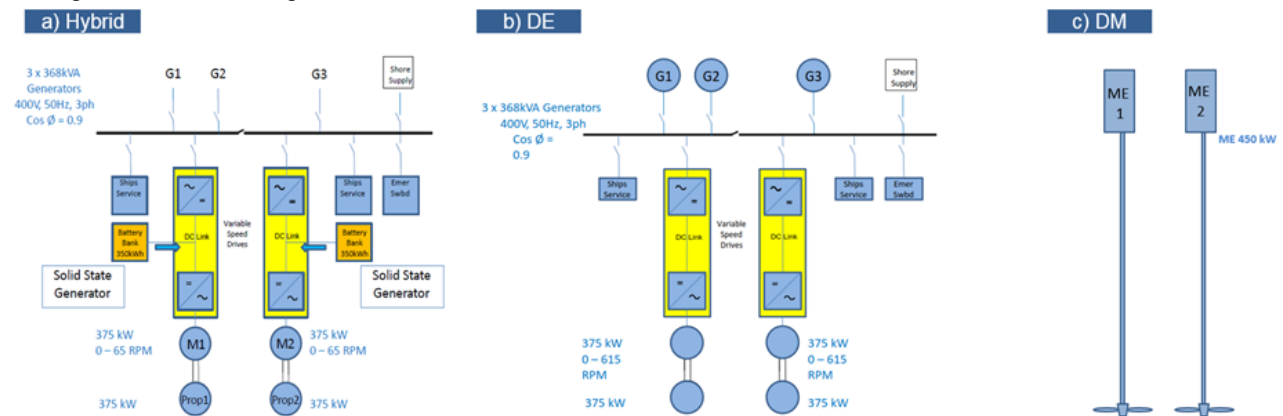 a) Hybrid
3 x 368kVA
Generators
400V, 50Hz, 3ph
Cos Ø = 0.9
G1
G2
G3
Shore
Supply
Ships
Service
Ships
Service
Emer
Swbd
Battery
Bank
350kWh
DC Link
Variable
Speed
Drives
DC Link
Battery
Bank
350kWh
Solid State
Generator
Solid State
Generator
375 kW
0 – 65 RPM
M1
M2
375 kW
0 – 65 RPM
375 kW
Prop1
Prop2
375 kW
b) DE
3 x 368kVA Generators
400V, 50Hz, 3ph
Cos Ø =
0.9
G1
G2
G3
Shore
Supply
Ships
Service
Ships
Service
Emer
Swbd
DC Link
Variable
Speed
Drives
DC Link
375 kW
0 – 615
RPM
375 kW
375 kW
0 – 615
RPM
375 kW
c) DM
ME
1
ME
2
ME 450 kW